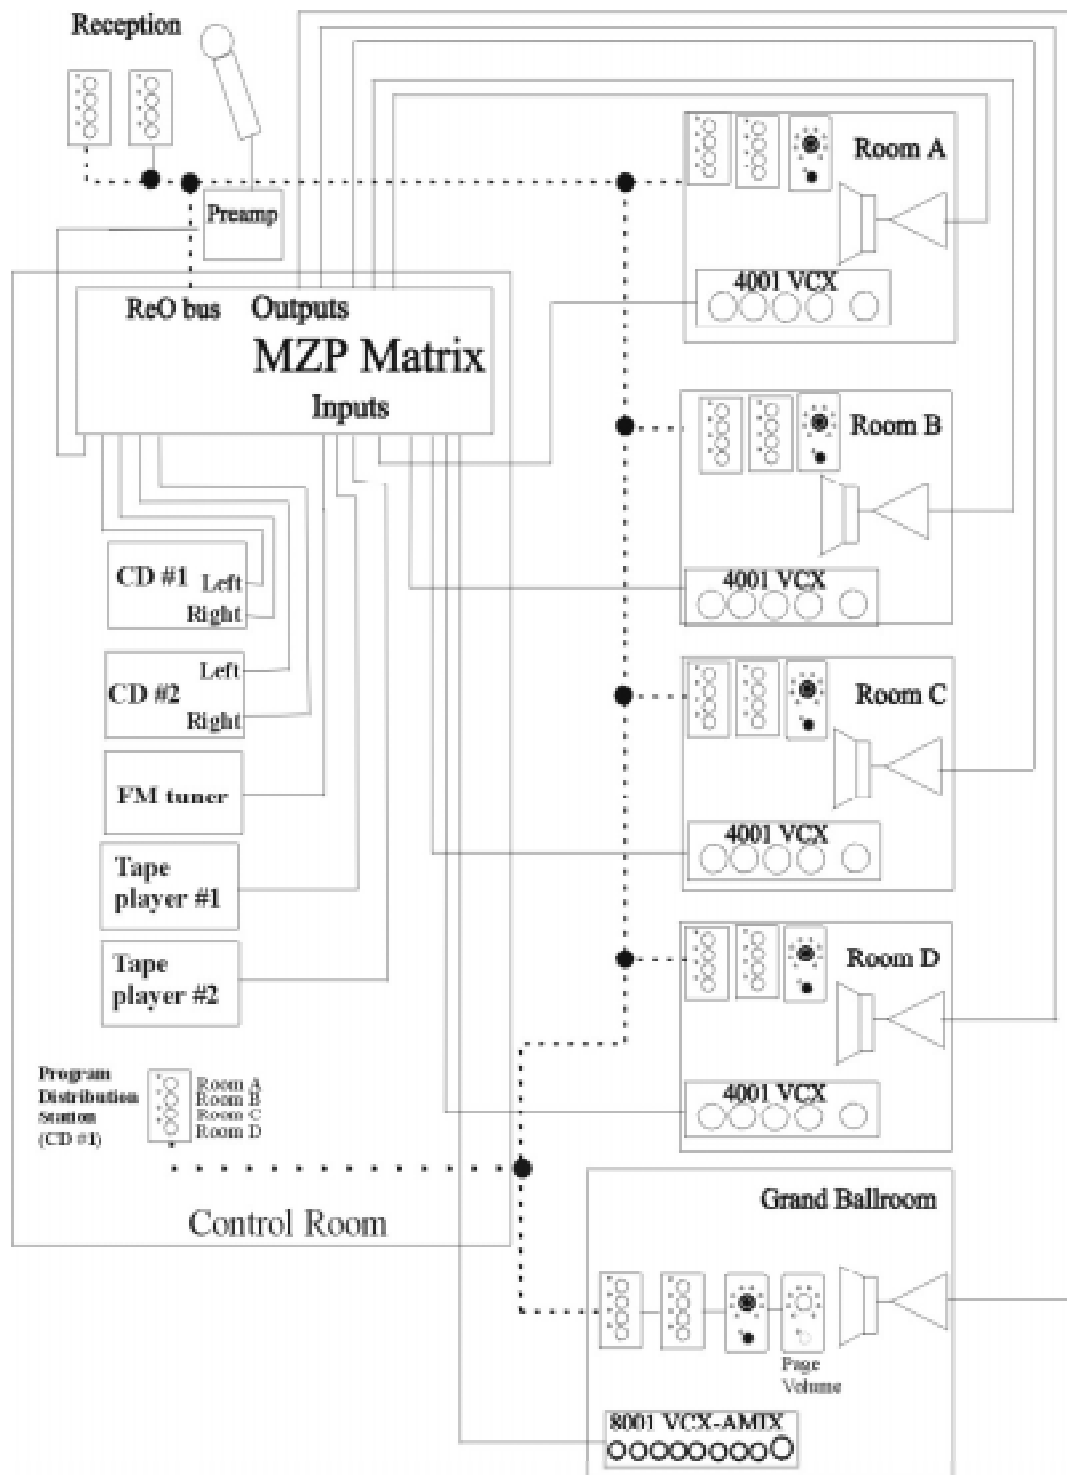 Reception
Preamp
Room A
4001 VCX
ReO bus Outputs
MZP Matrix
Inputs
Room B
4001 VCX
CD #1 Left
Right
Left
CD #2
Right
Room C
4001 VCX
FM tuner
Tape
player #1
Tape
player #2
Room D
4001 VCX
Program
Distribution
Station
(CD #1)
Room A
Room B
Room C
Room D
Control Room
Grand Ballroom
Page
Volume
8001 VCX-AMIX